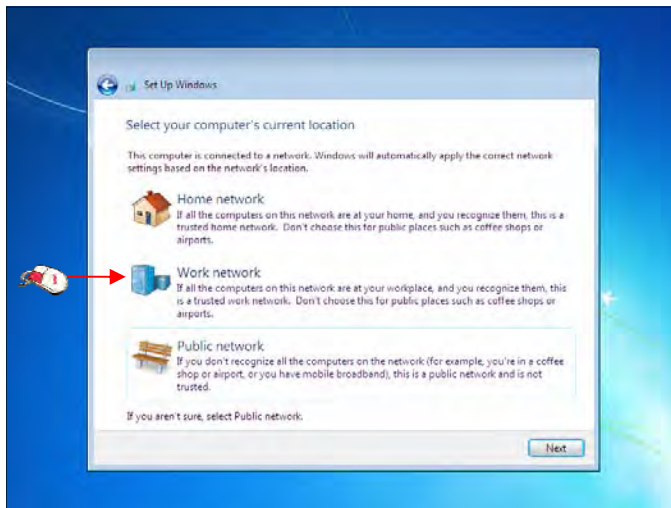 Set Up Windows
Select your computer's current location
This computer is connected to a network. Windows will automatically apply the correct network
settings based on the network's location.
Home network
If all the computers on this network are at your home, and you recognize them, this is a
trusted home network. Don't choose this for public places such as coffee shops or
airports.
1
Work network
If all the computers on this network are at your workplace, and you recognize them, this
is a trusted work network. Don't choose this for public places such as coffee shops or
airports.
Public network
If you don't recognize all the computers on the network (for example, you're in a coffee
shop or airport, or you have mobile broadband), this is a public network and is not
trusted.
If you aren't sure, select Public network.
Next